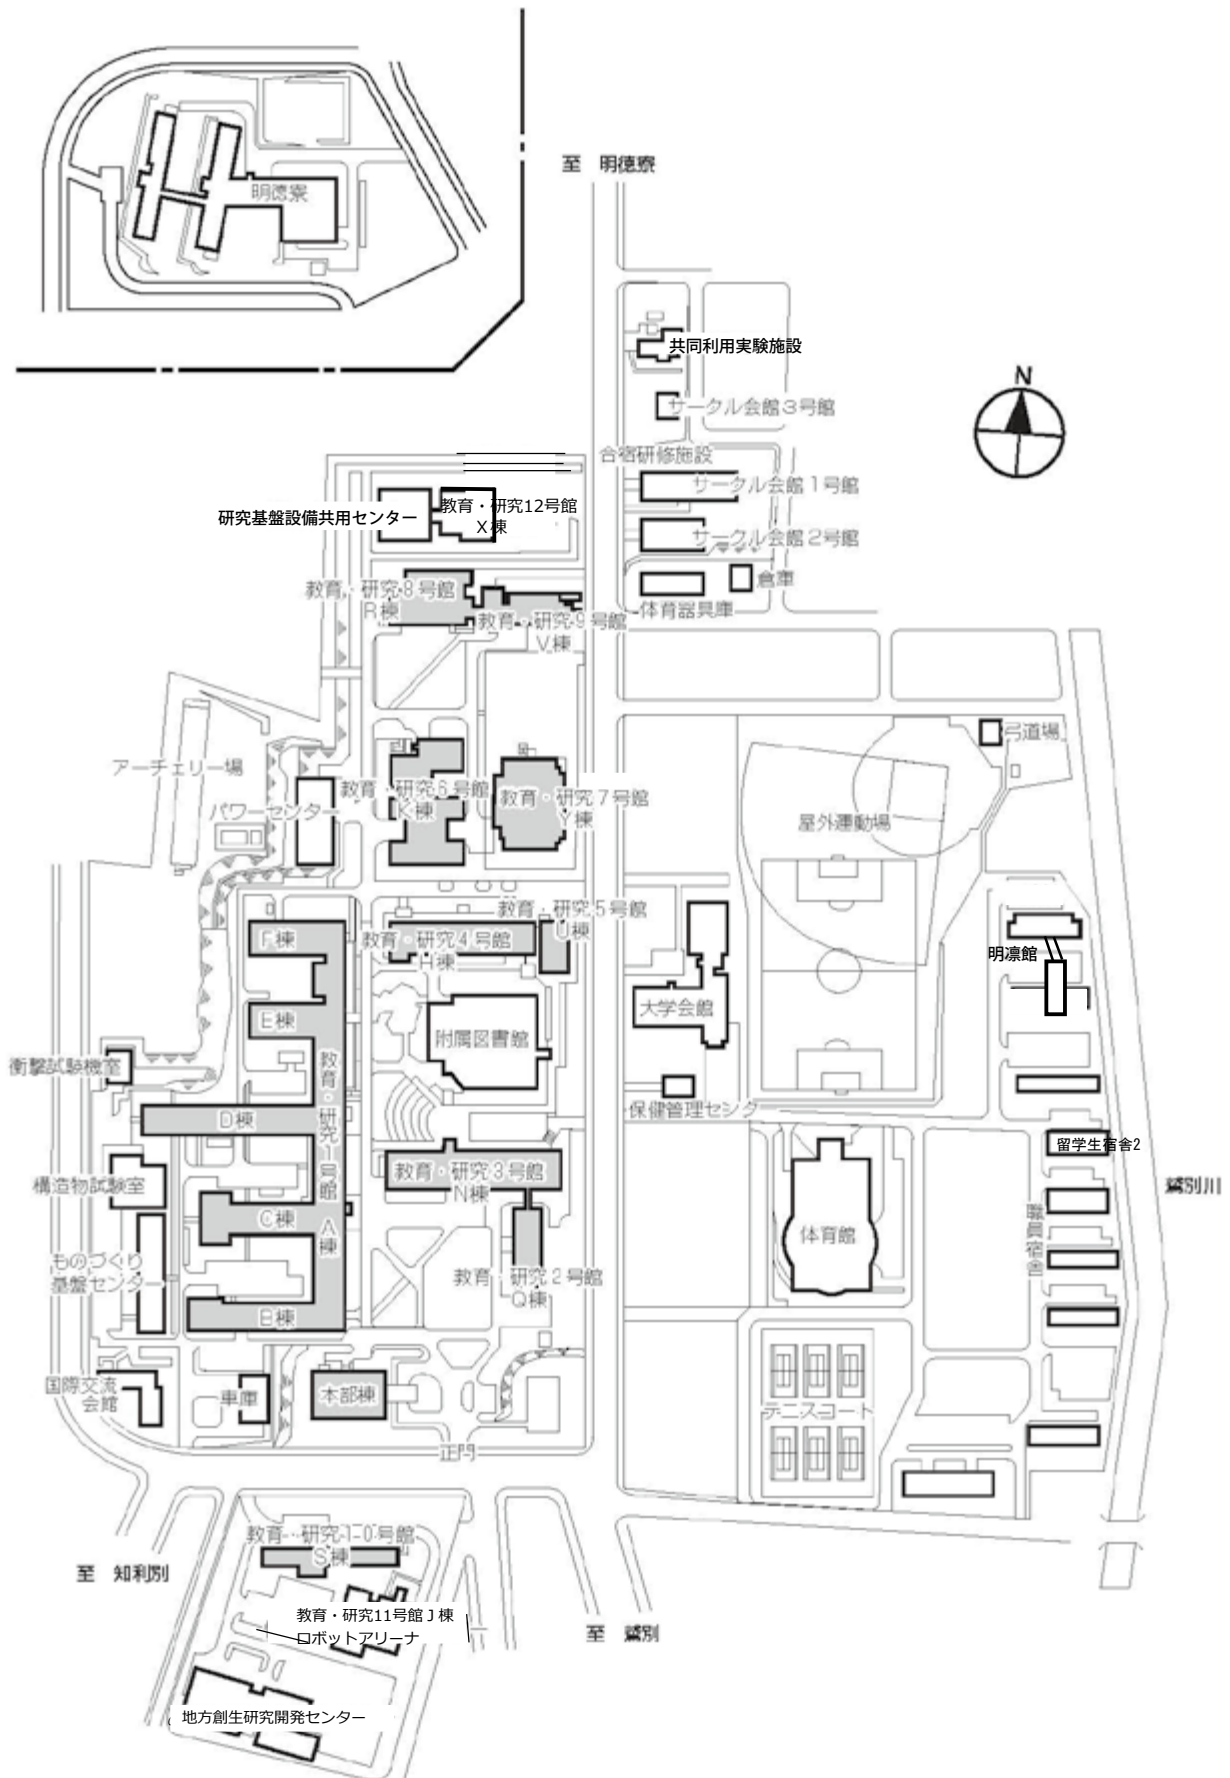 明徳寮
至 明徳寮
共同利用実験施設
N
サークル会館3号館
合宿研修施設
サークル会館1号館
研究基盤設備共用センター
教育・研究12号館
X棟
サークル会館2号館
倉庫
体育器具庫
教育・研究8号館
R棟
教育・研究9号館
V棟
弓道場
アーチェリー場
パワーセンター
教育・研究6号館
K棟
教育・研究7号館
Y棟
屋外運動場
教育・研究5号館
U棟
F棟
教育・研究4号館
H棟
明凛館
E棟
附属図書館
大学会館
衝撃試験機室
教育・研究1号館
A棟
D棟
保健管理センター
留学生宿舎2
構造物試験室
教育・研究3号館
N棟
鷲別川
C棟
職員宿舎
体育館
ものづくり
基盤センター
教育・研究2号館
Q棟
B棟
国際交流
会館
車庫
本部棟
テニスコート
正門
教育・研究10号館
S棟
至 知利別
教育・研究11号館J棟
ロボットアリーナ
至 鷲別
地方創生研究開発センター